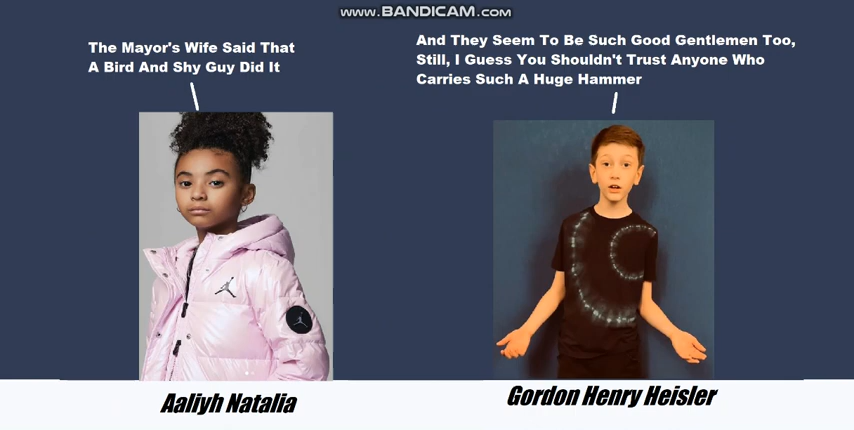 www.BANDICAM.com
The Mayor's Wife Said That
A Bird And Shy Guy Did It
And They Seem To Be Such Good Gentlemen Too,
Still, I Guess You Shouldn't Trust Anyone Who
Carries Such A Huge Hammer
Aaliyh Natalia
Gordon Henry Heisler